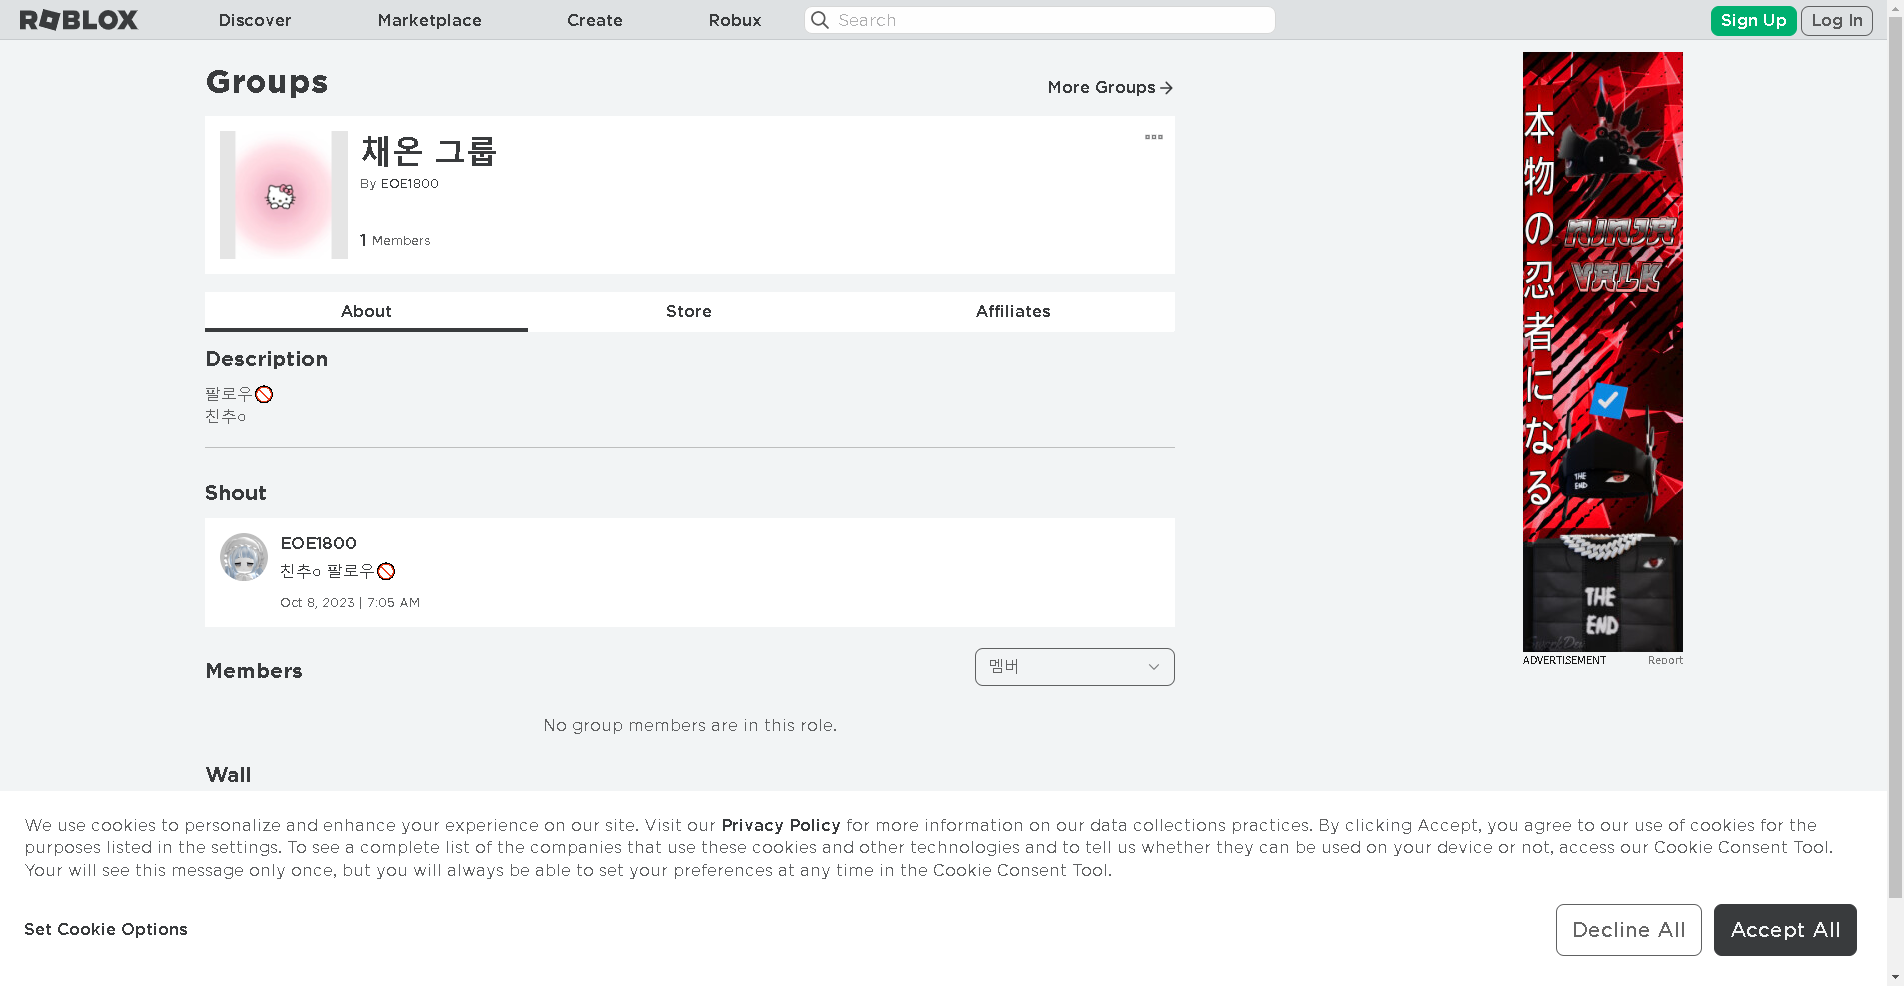 ROBLOX
Discover
Marketplace
Create
Robux
Search
Sign Up
Log In
Groups
More Groups
채온 그룹
By EOE1800
1 Members
About
Store
Affiliates
Description
팔로우🚫
친추o
Shout
EOE1800
친추o 팔로우🚫
Oct 8, 2023 | 7:05 AM
Members
멤버
No group members are in this role.
Wall
本物の忍者になる
NINJA
VALK
THE
END
THE
END
ADVERTISEMENT
Report
We use cookies to personalize and enhance your experience on our site. Visit our Privacy Policy for more information on our data collections practices. By clicking Accept, you agree to our use of cookies for the
purposes listed in the settings. To see a complete list of the companies that use these cookies and other technologies and to tell us whether they can be used on your device or not, access our Cookie Consent Tool.
Your will see this message only once, but you will always be able to set your preferences at any time in the Cookie Consent Tool.
Set Cookie Options
Decline All
Accept All